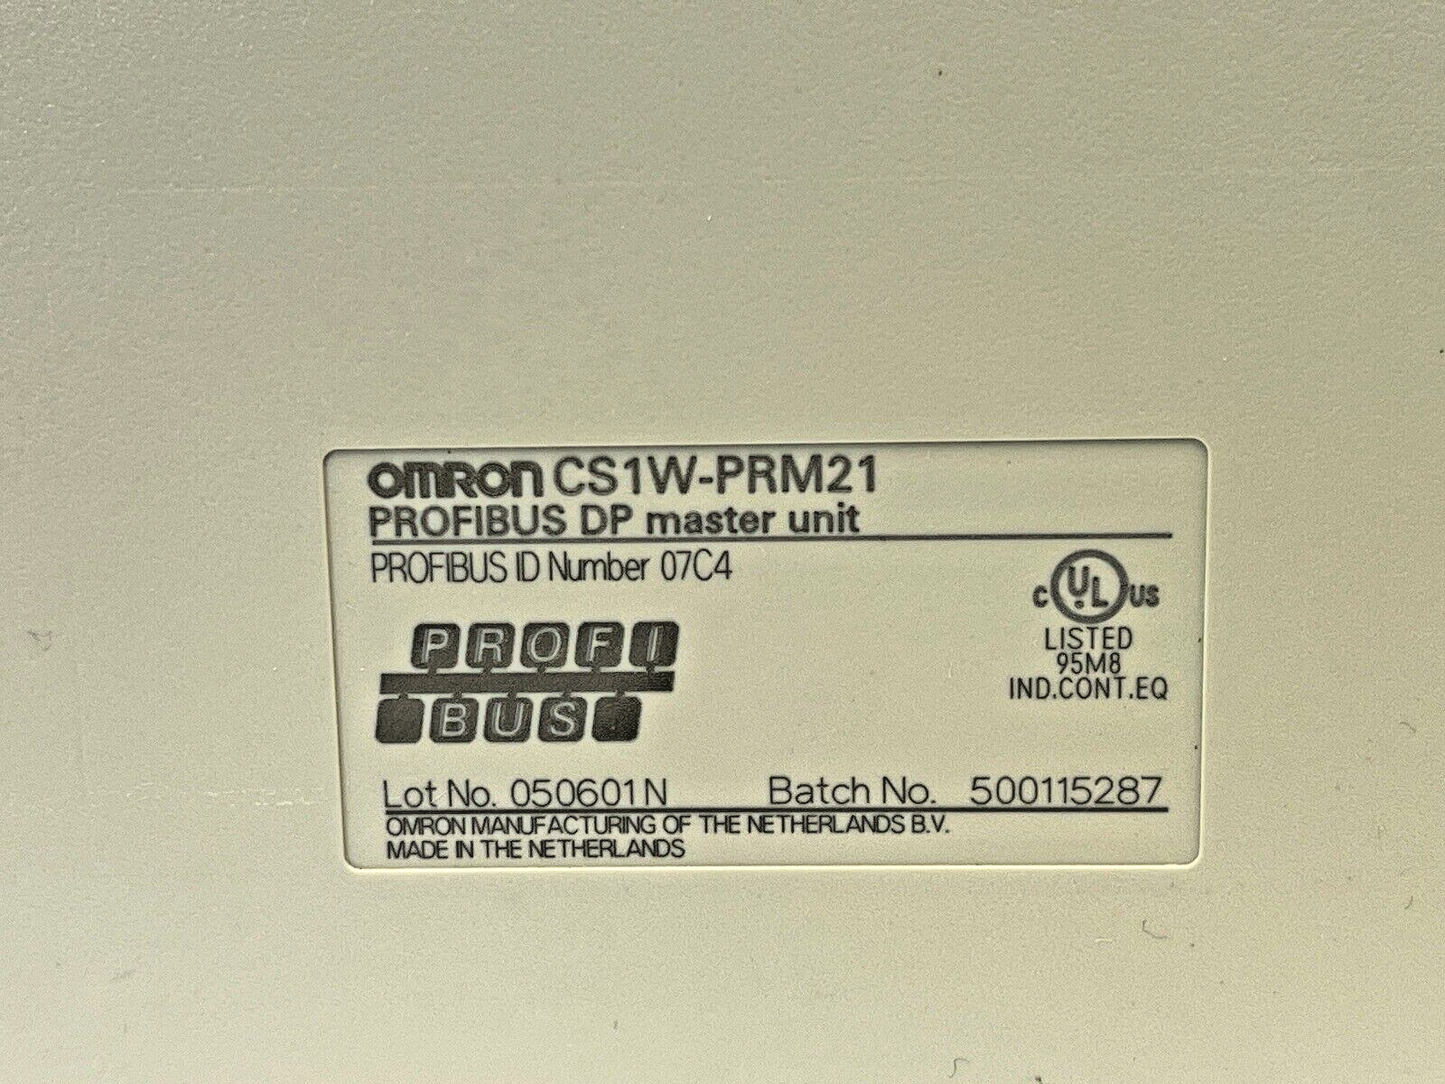 OMRON CS1W-PRM21
PROFIBUS DP master unit
PROFIBUS ID Number 07C4
PROFI
BUS
C UL US
LISTED
95M8
IND.CONT.EQ
Lot No. 050601N Batch No. 500115287
OMRON MANUFACTURING OF THE NETHERLANDS B.V.
MADE IN THE NETHERLANDS